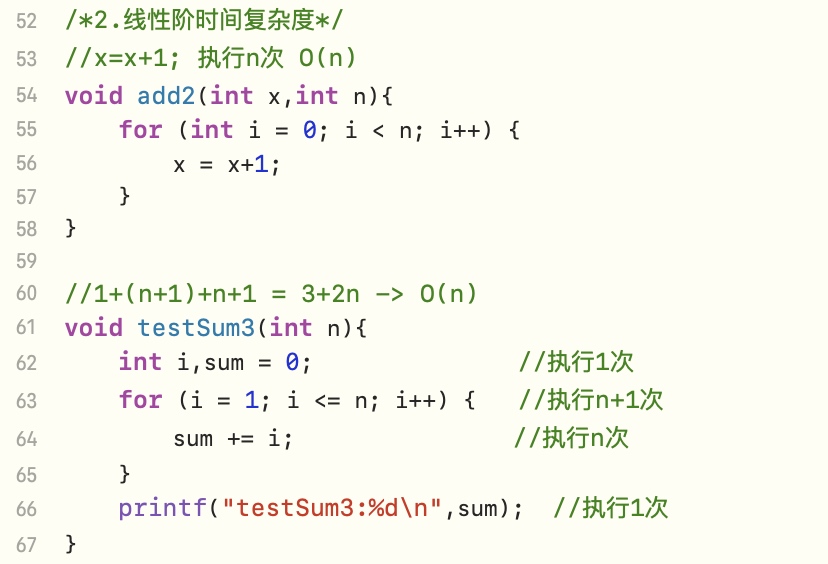 52 /*2.线性阶时间复杂度*/
53 //x=x+1; 执行n次 O(n)
54 void add2(int x,int n){
55     for (int i = 0; i < n; i++) {
56         x = x+1;
57     }
58 }
59
60 //1+(n+1)+n+1 = 3+2n -> O(n)
61 void testSum3(int n){
62     int i,sum = 0;               //执行1次
63     for (i = 1; i <= n; i++) {   //执行n+1次
64         sum += i;                //执行n次
65     }
66     printf("testSum3:%d\n",sum);  //执行1次
67 }